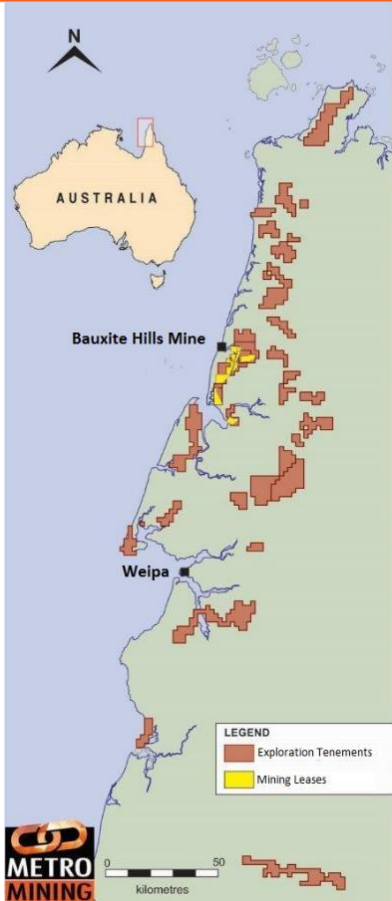 N
AUSTRALIA
Bauxite Hills Mine
Weipa
LEGEND
Exploration Tenements
Mining Leases
METRO
MINING
0 50
kilometres